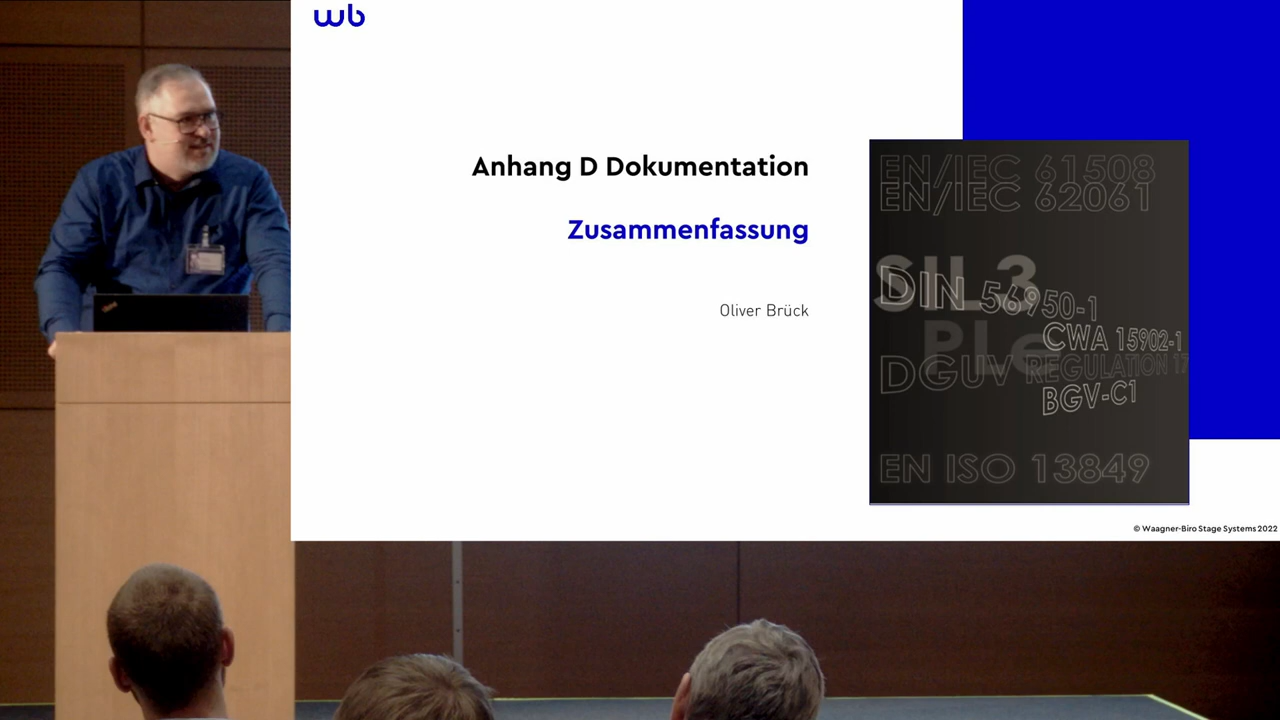 wb
Anhang D Dokumentation
Zusammenfassung
Oliver Brück
EN/IEC 61508
EN/IEC 62061
SIL 3
DIN 56950-1
CWA 15902-1
PLe
DGUV REGULATION 17
BGV-C1
EN ISO 13849
© Waagner-Biro Stage Systems 2022